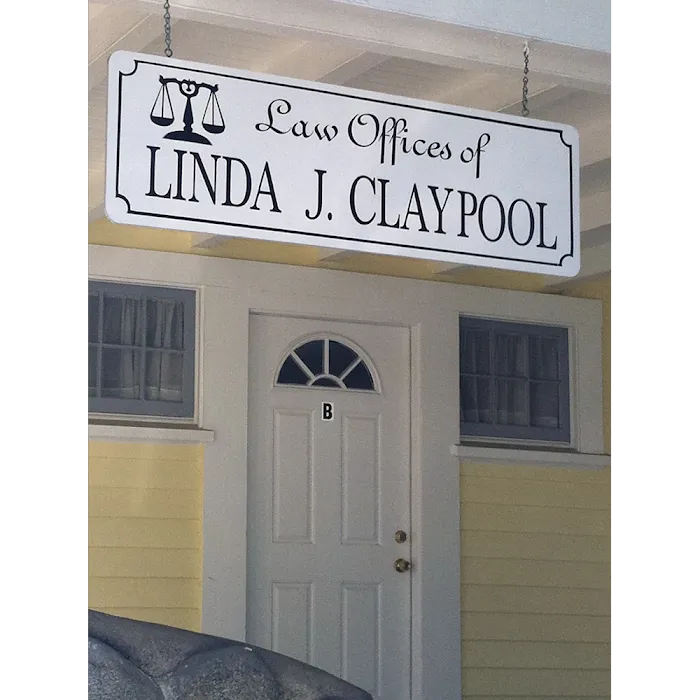 Law Offices of
LINDA J. CLAYPOOL
B